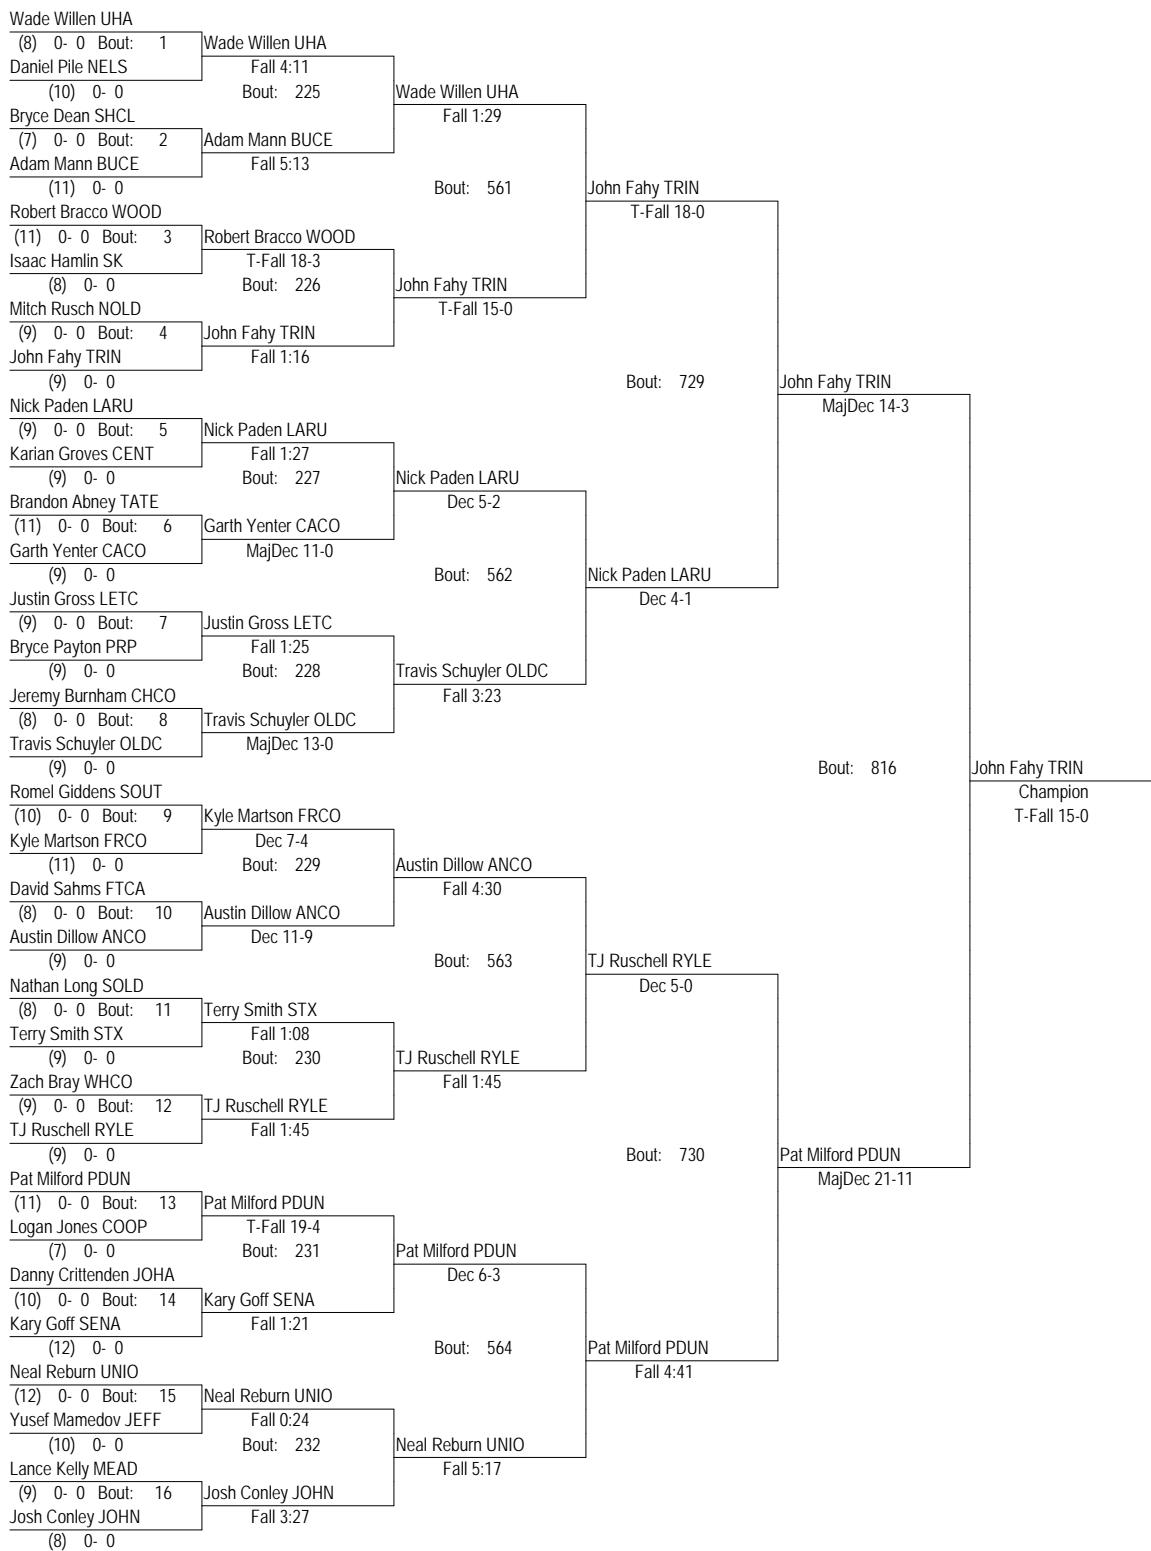 Wade Willen UHA
(8) 0- 0 Bout: 1 Wade Willen UHA
Daniel Pile NELS Fall 4:11
(10) 0- 0 Bout: 225 Wade Willen UHA
Bryce Dean SHCL Fall 1:29
(7) 0- 0 Bout: 2 Adam Mann BUCE
Adam Mann BUCE Fall 5:13
(11) 0- 0 Bout: 561 John Fahy TRIN
Robert Bracco WOOD T-Fall 18-0
(11) 0- 0 Bout: 3 Robert Bracco WOOD
Isaac Hamlin SK T-Fall 18-3
(8) 0- 0 Bout: 226 John Fahy TRIN
Mitch Rusch NOLD T-Fall 15-0
(9) 0- 0 Bout: 4 John Fahy TRIN
John Fahy TRIN Fall 1:16
(9) 0- 0 Bout: 729 John Fahy TRIN
Nick Paden LARU MajDec 14-3
(9) 0- 0 Bout: 5 Nick Paden LARU
Karian Groves CENT Fall 1:27
(9) 0- 0 Bout: 227 Nick Paden LARU
Brandon Abney TATE Dec 5-2
(11) 0- 0 Bout: 6 Garth Yenter CACO
Garth Yenter CACO MajDec 11-0
(9) 0- 0 Bout: 562 Nick Paden LARU
Justin Gross LETC Dec 4-1
(9) 0- 0 Bout: 7 Justin Gross LETC
Bryce Payton PRP Fall 1:25
(9) 0- 0 Bout: 228 Travis Schuyler OLDC
Jeremy Burnham CHCO Fall 3:23
(8) 0- 0 Bout: 8 Travis Schuyler OLDC
Travis Schuyler OLDC MajDec 13-0
(9) 0- 0 Bout: 816 John Fahy TRIN
Romel Giddens SOUT Champion
(10) 0- 0 Bout: 9 Kyle Martson FRCO T-Fall 15-0
Kyle Martson FRCO Dec 7-4
(11) 0- 0 Bout: 229 Austin Dillow ANCO
David Sahms FTCA Fall 4:30
(8) 0- 0 Bout: 10 Austin Dillow ANCO
Austin Dillow ANCO Dec 11-9
(9) 0- 0 Bout: 563 TJ Ruschell RYLE
Nathan Long SOLD Dec 5-0
(8) 0- 0 Bout: 11 Terry Smith STX
Terry Smith STX Fall 1:08
(9) 0- 0 Bout: 230 TJ Ruschell RYLE
Zach Bray WHCO Fall 1:45
(9) 0- 0 Bout: 12 TJ Ruschell RYLE
TJ Ruschell RYLE Fall 1:45
(9) 0- 0 Bout: 730 Pat Milford PDUN
Pat Milford PDUN MajDec 21-11
(11) 0- 0 Bout: 13 Pat Milford PDUN
Logan Jones COOP T-Fall 19-4
(7) 0- 0 Bout: 231 Pat Milford PDUN
Danny Crittenden JOHA Dec 6-3
(10) 0- 0 Bout: 14 Kary Goff SENA
Kary Goff SENA Fall 1:21
(12) 0- 0 Bout: 564 Pat Milford PDUN
Neal Reburn UNIO Fall 4:41
(12) 0- 0 Bout: 15 Neal Reburn UNIO
Yusef Mamedov JEFF Fall 0:24
(10) 0- 0 Bout: 232 Neal Reburn UNIO
Lance Kelly MEAD Fall 5:17
(9) 0- 0 Bout: 16 Josh Conley JOHN
Josh Conley JOHN Fall 3:27
(8) 0- 0